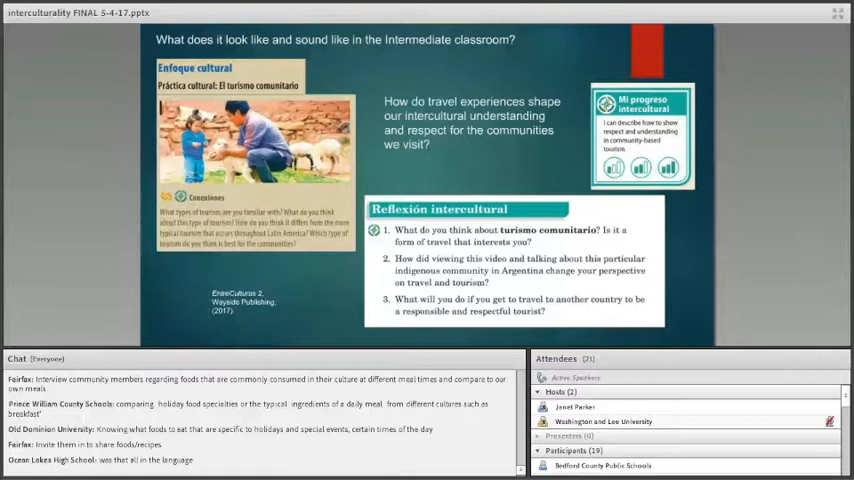 interculturality FINAL 5-4-17.pptx
What does it look like and sound like in the Intermediate classroom?
Enfoque cultural
Práctica cultural: El turismo comunitario
Conexiones
What types of tourism are you familiar with? What do you think
about this type of tourism? How do you think it differs from the more
typical tourism that occurs throughout Latin America? Which type of
tourism do you think is best for the communities?
How do travel experiences shape
our intercultural understanding
and respect for the communities
we visit?
Mi progreso
intercultural
I can describe how to show
respect and understanding
in community-based
tourism.
Reflexión intercultural
1. What do you think about turismo comunitario? Is it a
form of travel that interests you?
2. How did viewing this video and talking about this particular
indigenous community in Argentina change your perspective
on travel and tourism?
3. What will you do if you get to travel to another country to be
a responsible and respectful tourist?
EntreCulturas 2,
Wayside Publishing,
(2017)
Chat (Everyone)
Fairfax: Interview community members regarding foods that are commonly consumed in their culture at different meal times and compare to our
own meals
Prince William County Schools: comparing holiday food specialties or the typical ingredients of a daily meal from different cultures such as
breakfast'
Old Dominion University: Knowing what foods to eat that are specific to holidays and special events, certain times of the day
Fairfax: Invite them in to share foods/recipes
Ocean Lakes High School: was that all in the language
Attendees (21)
Active Speakers
Hosts (2)
Janet Parker
Washington and Lee University
Presenters (0)
Participants (19)
Bedford County Public Schools